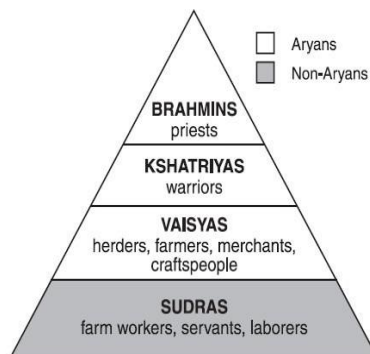 Aryans
Non-Aryans
BRAHMINS
priests
KSHATRIYAS
warriors
VAISYAS
herders, farmers, merchants,
craftspeople
SUDRAS
farm workers, servants, laborers